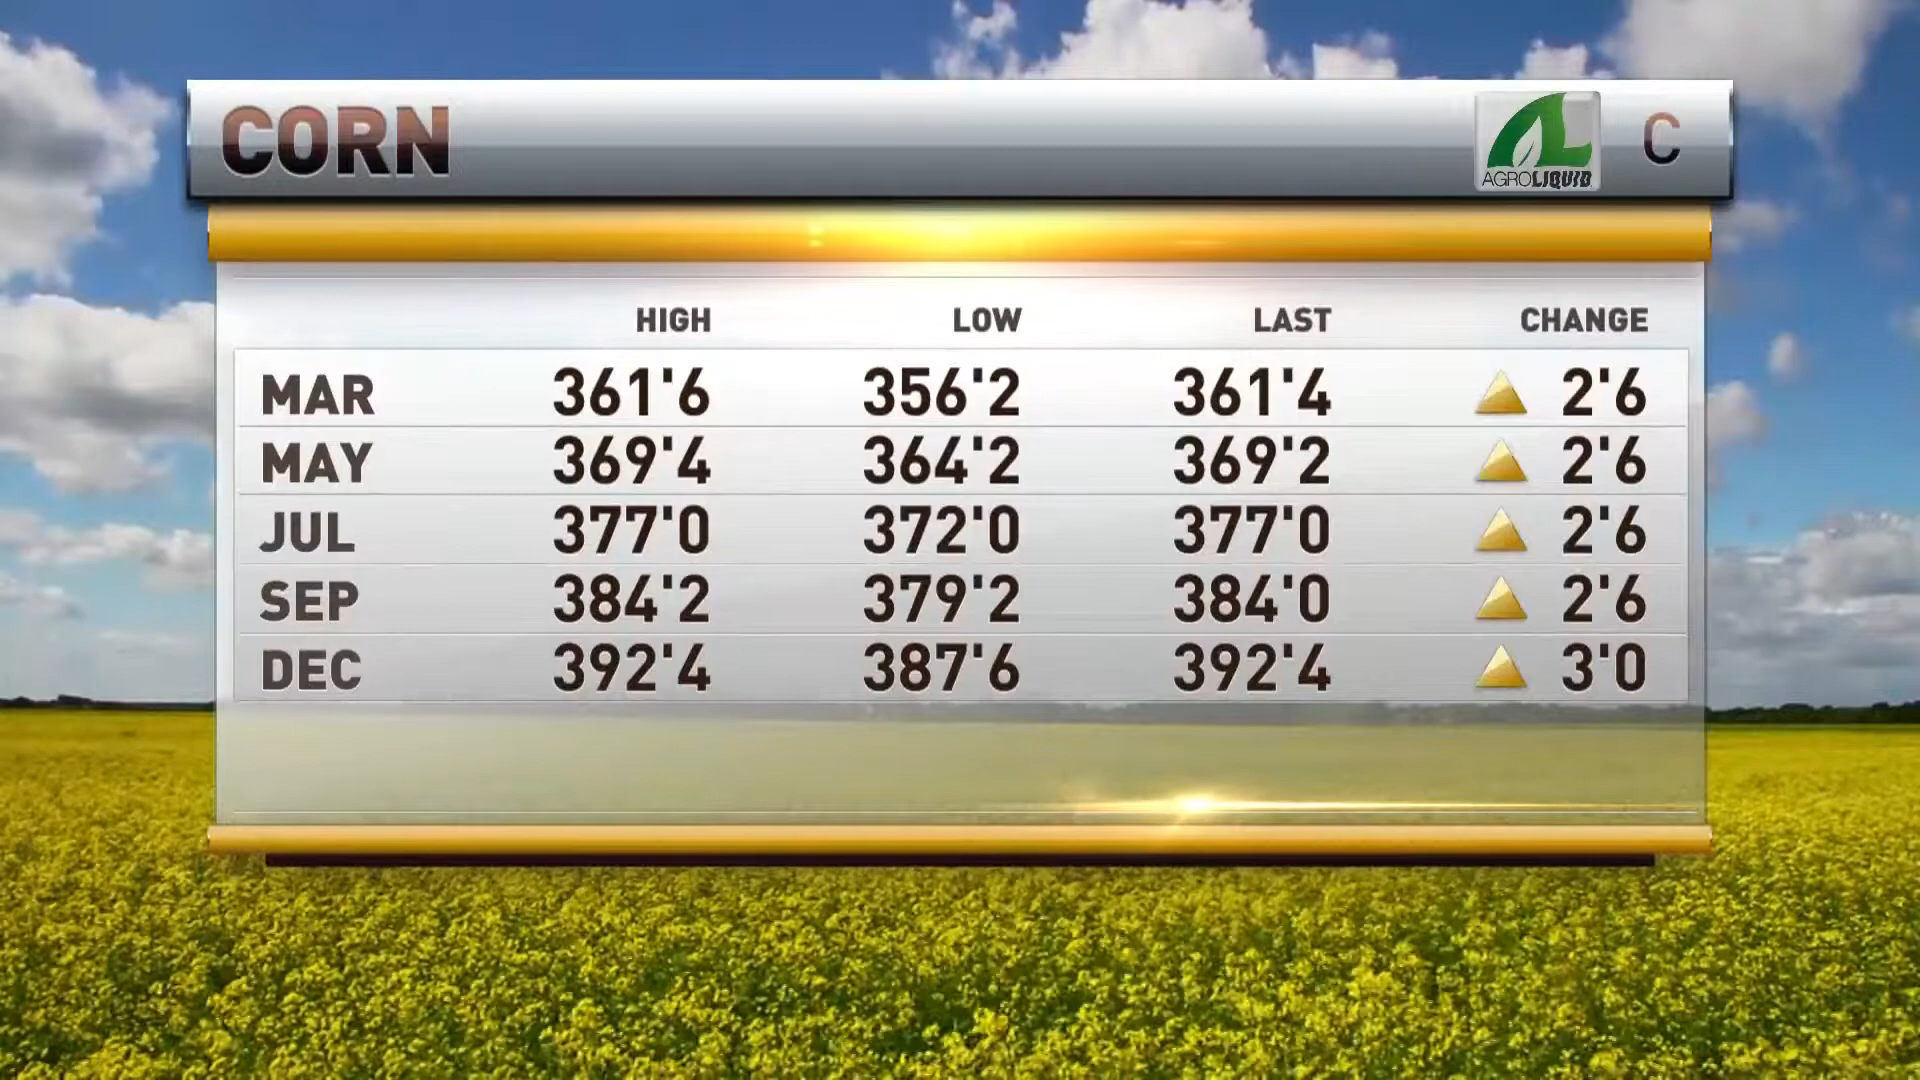 CORN AGROLIQUID C
HIGH LOW LAST CHANGE
MAR 361'6 356'2 361'4 2'6
MAY 369'4 364'2 369'2 2'6
JUL 377'0 372'0 377'0 2'6
SEP 384'2 379'2 384'0 2'6
DEC 392'4 387'6 392'4 3'0